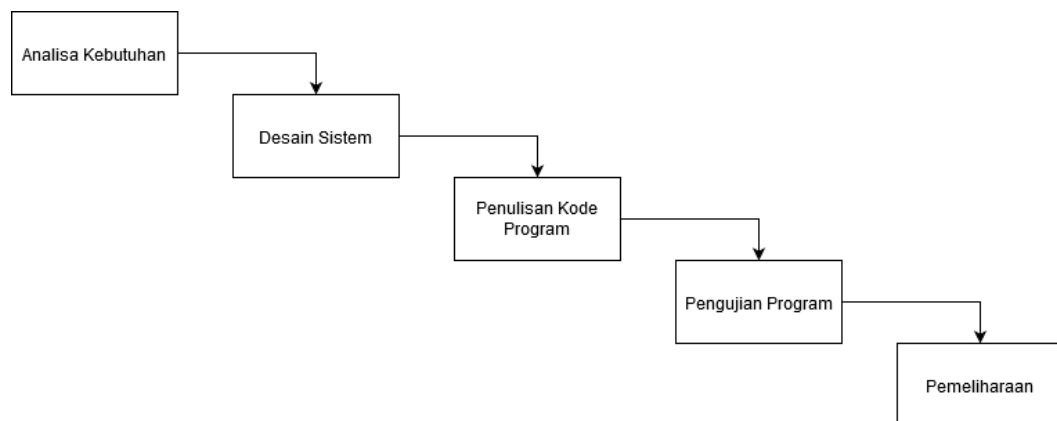 Analisa Kebutuhan
Desain Sistem
Penulisan Kode
Program
Pengujian Program
Pemeliharaan